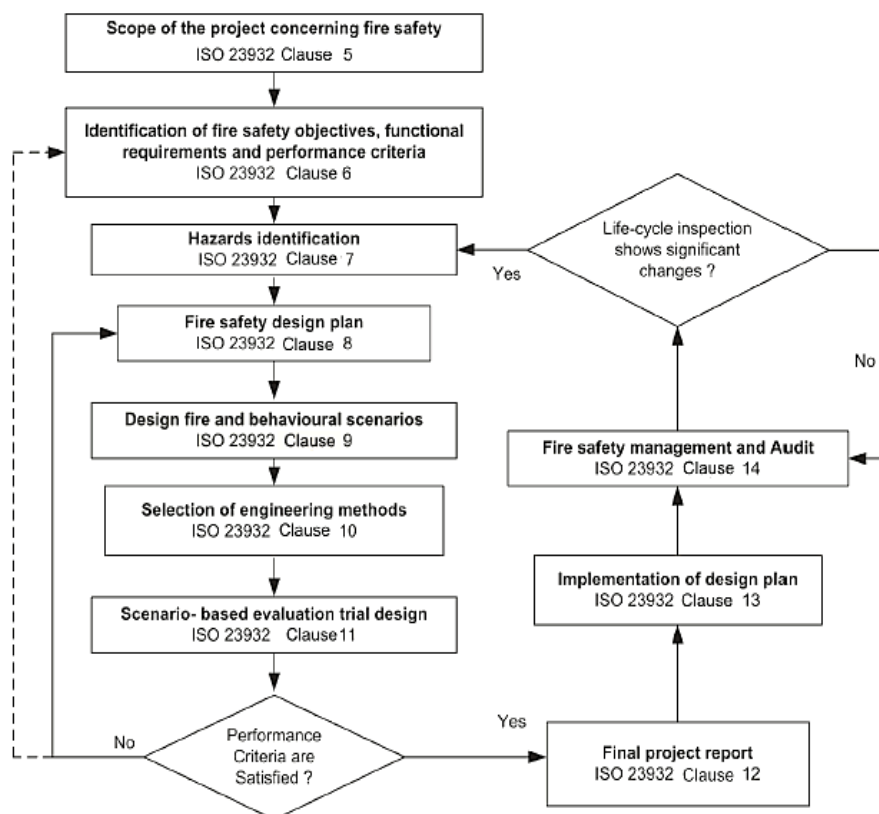 Scope of the project concerning fire safety
ISO 23932 Clause 5
Identification of fire safety objectives, functional
requirements and performance criteria
ISO 23932 Clause 6
Hazards identification
ISO 23932 Clause 7
Fire safety design plan
ISO 23932 Clause 8
Design fire and behavioural scenarios
ISO 23932 Clause 9
Selection of engineering methods
ISO 23932 Clause 10
Scenario- based evaluation trial design
ISO 23932 Clause 11
Performance
Criteria are
Satisfied ?
No
Yes
Final project report
ISO 23932 Clause 12
Implementation of design plan
ISO 23932 Clause 13
Fire safety management and Audit
ISO 23932 Clause 14
Life-cycle inspection
shows significant
changes ?
Yes
No